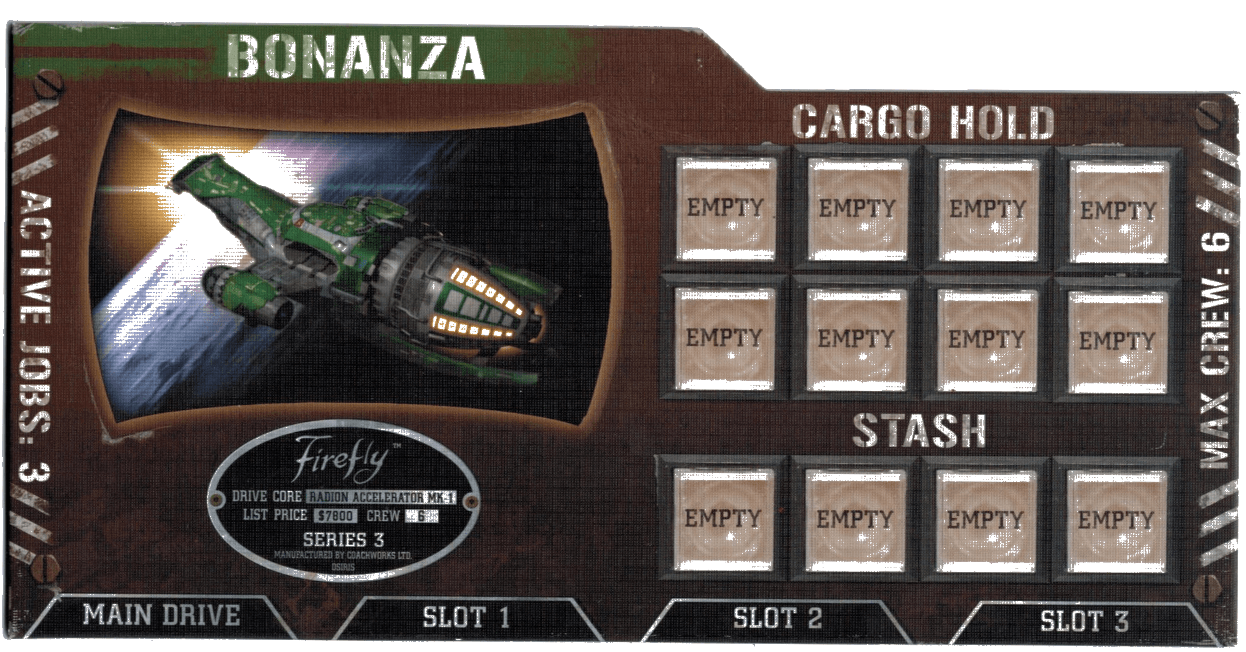 BONANZA
ACTIVE JOBS: 3
Firefly™
DRIVE CORE RADION ACCELERATOR MK-1
LIST PRICE $7800 CREW 6
SERIES 3
MANUFACTURED BY COACHWORKS LTD.
OSIRIS
CARGO HOLD
EMPTY EMPTY EMPTY EMPTY
EMPTY EMPTY EMPTY EMPTY
STASH
EMPTY EMPTY EMPTY EMPTY
MAX CREW: 6
MAIN DRIVE SLOT 1 SLOT 2 SLOT 3